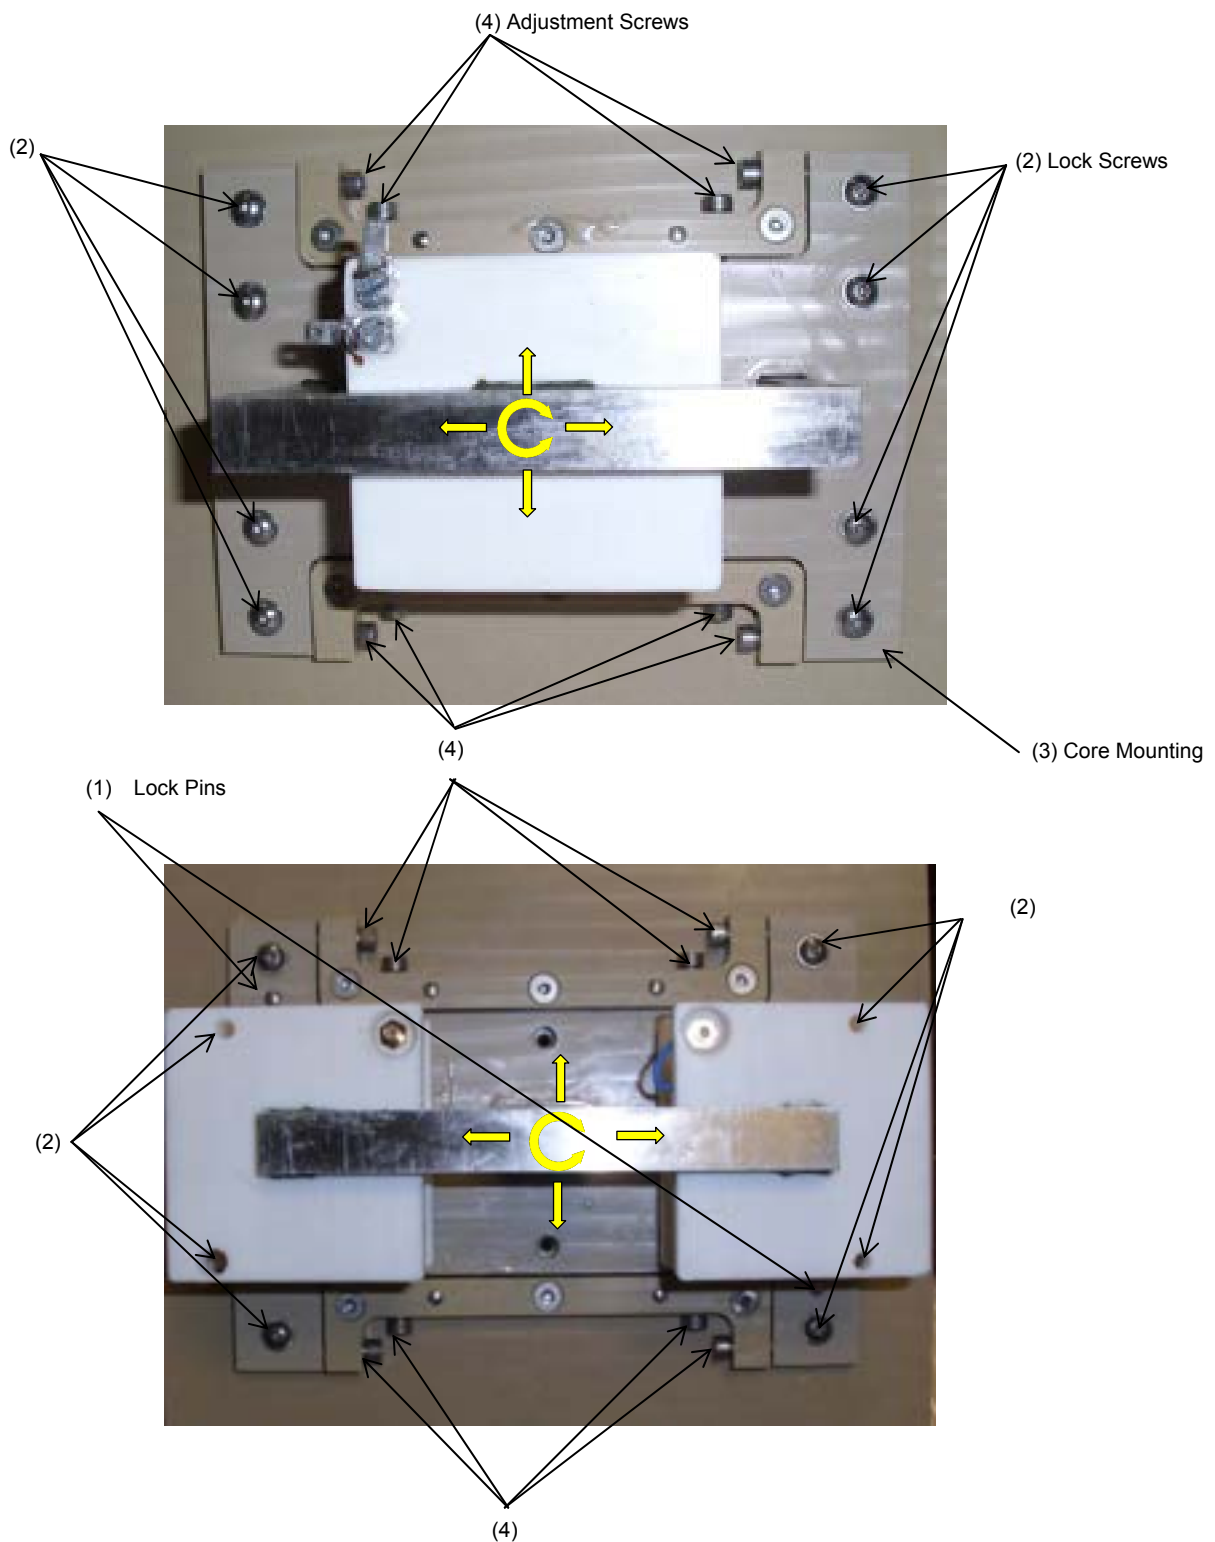 (4) Adjustment Screws
(2)
(2) Lock Screws
(4)
(3) Core Mounting
(1) Lock Pins
(2)
(2)
(4)